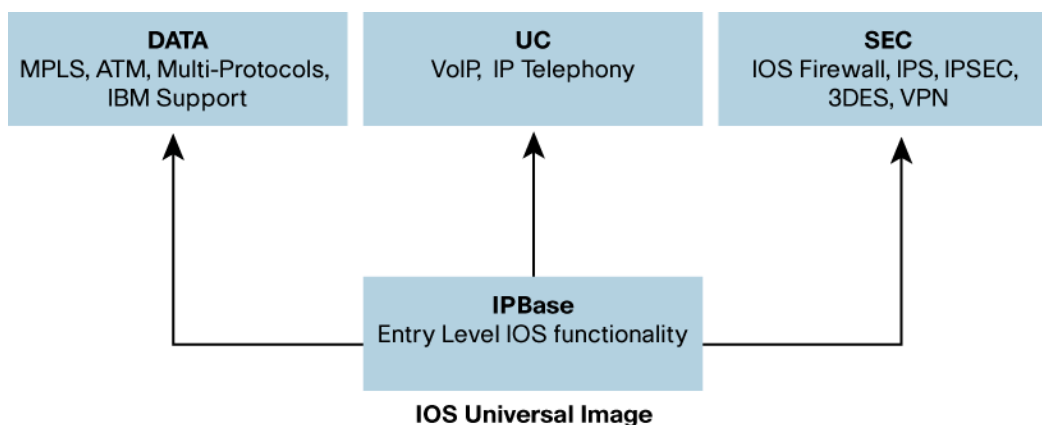 DATA
MPLS, ATM, Multi-Protocols,
IBM Support
UC
VoIP, IP Telephony
SEC
IOS Firewall, IPS, IPSEC,
3DES, VPN
IPBase
Entry Level IOS functionality
IOS Universal Image